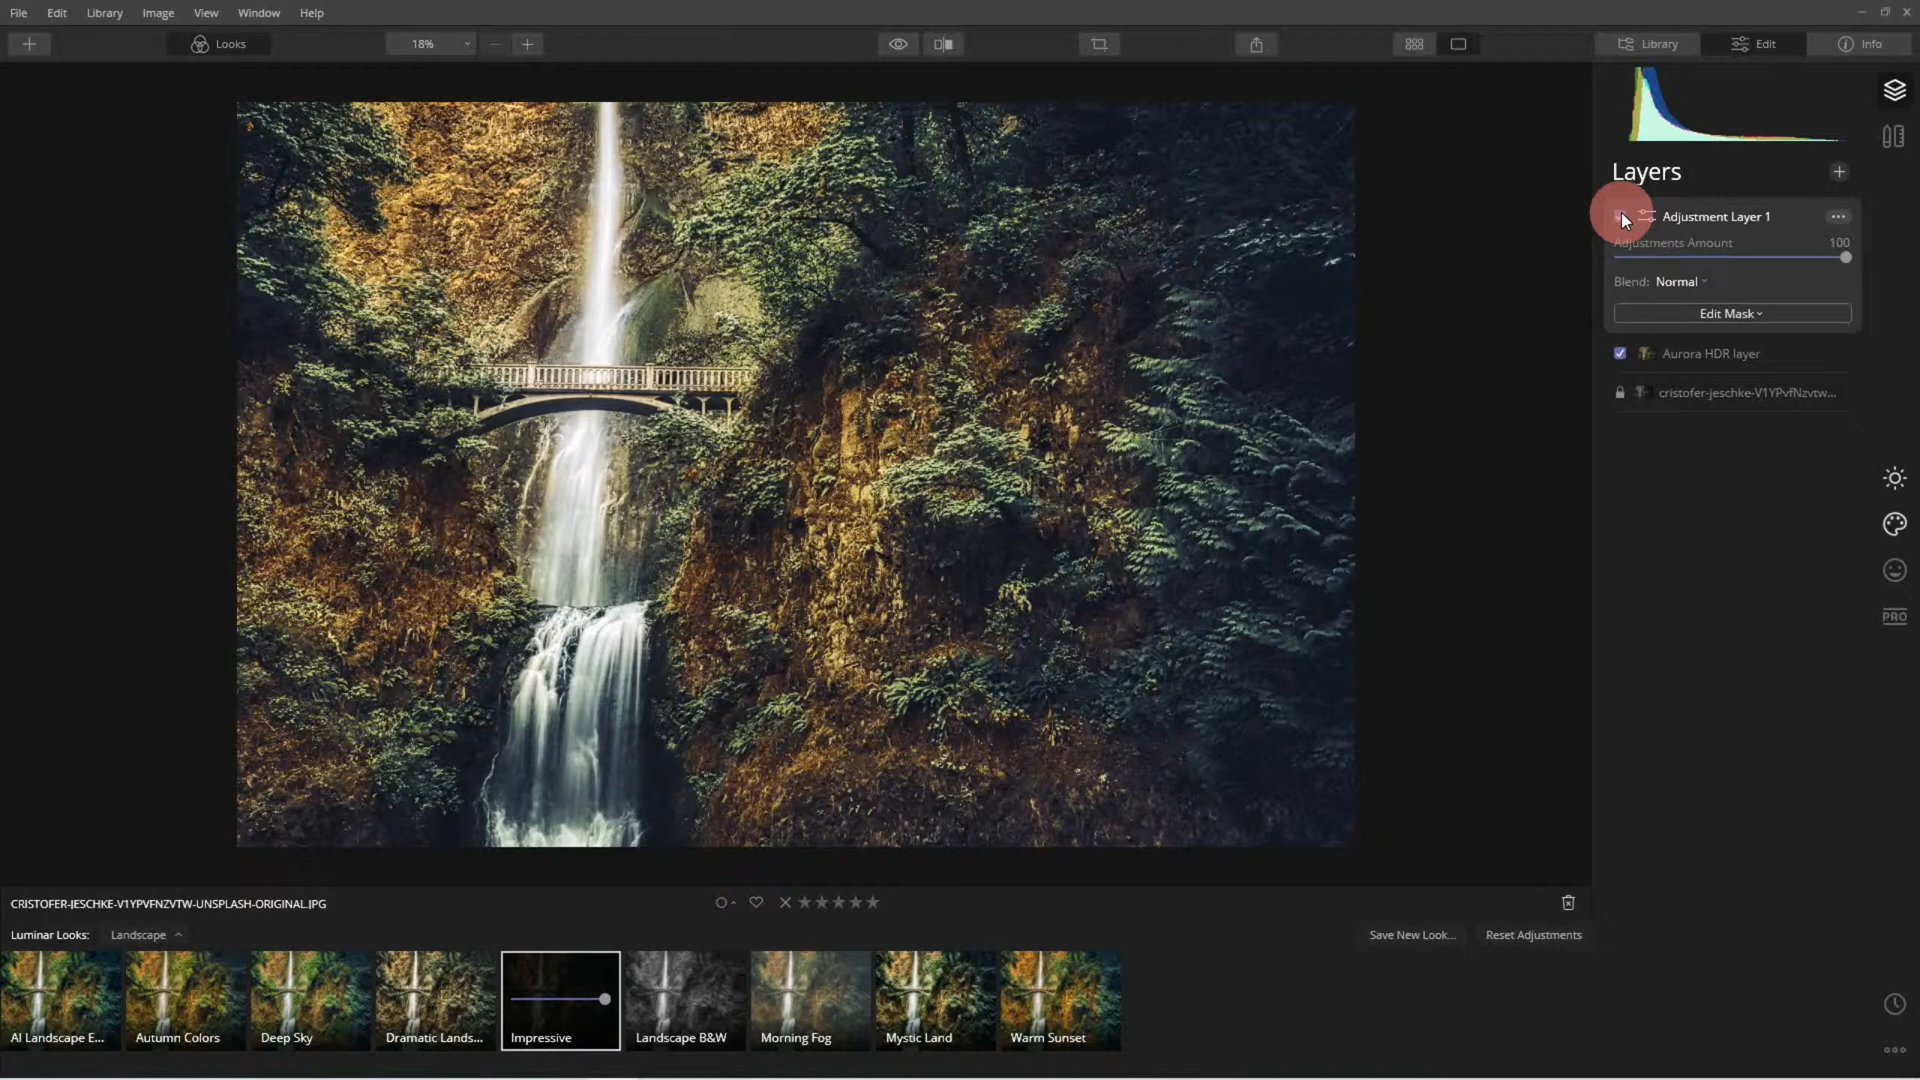 File Edit Library Image View Window Help
Looks 18% Library Edit Info
Layers
Adjustment Layer 1
Adjustments Amount 100
Blend: Normal
Edit Mask
Aurora HDR layer
cristofer-jeschke-V1YPvfNzvtw...
PRO
CRISTOFER-JESCHKE-V1YPVFNZVTW-UNSPLASH-ORIGINAL.JPG
Luminar Looks: Landscape Save New Look... Reset Adjustments
AI Landscape E... Autumn Colors Deep Sky Dramatic Lands... Impressive Landscape B&W Morning Fog Mystic Land Warm Sunset